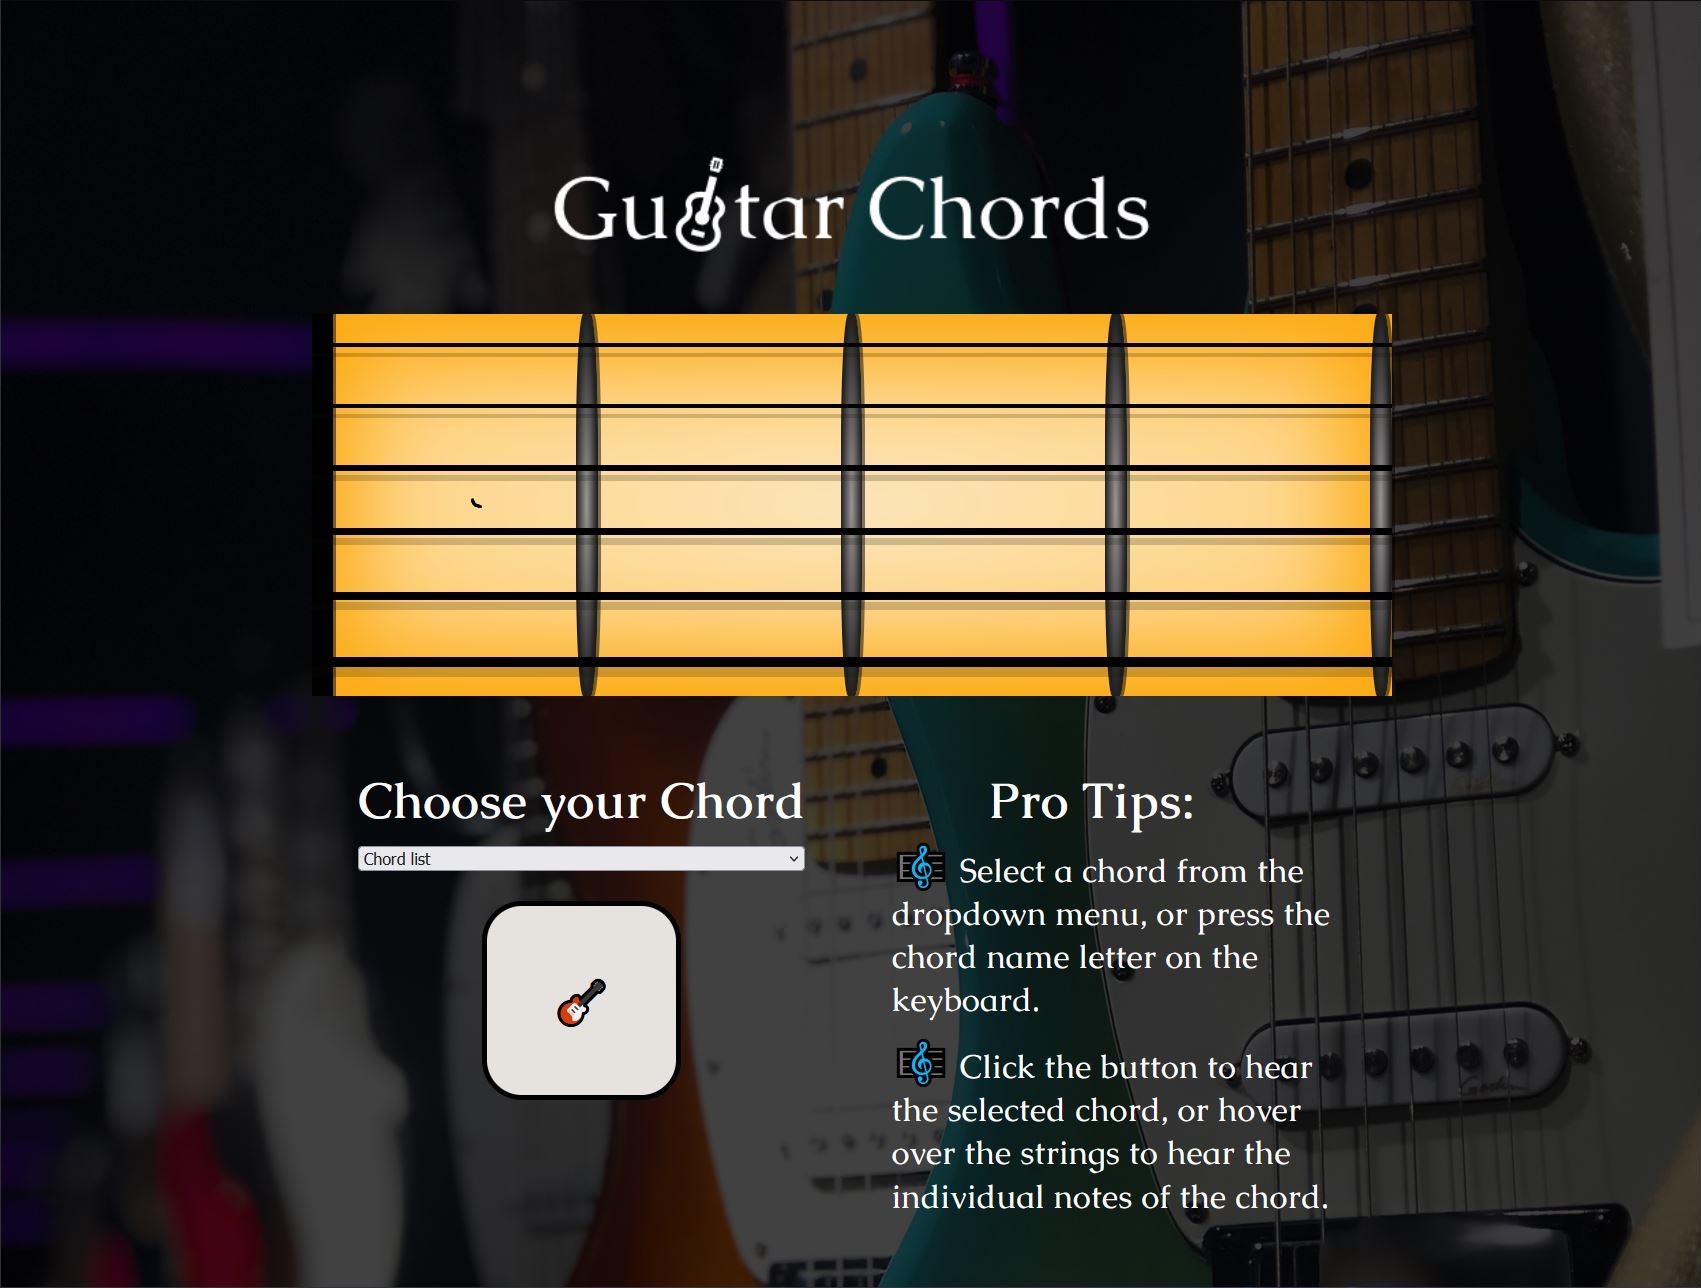 Guitar Chords
Choose your Chord
Chord list
Pro Tips:
Select a chord from the
dropdown menu, or press the
chord name letter on the
keyboard.
Click the button to hear
the selected chord, or hover
over the strings to hear the
individual notes of the chord.